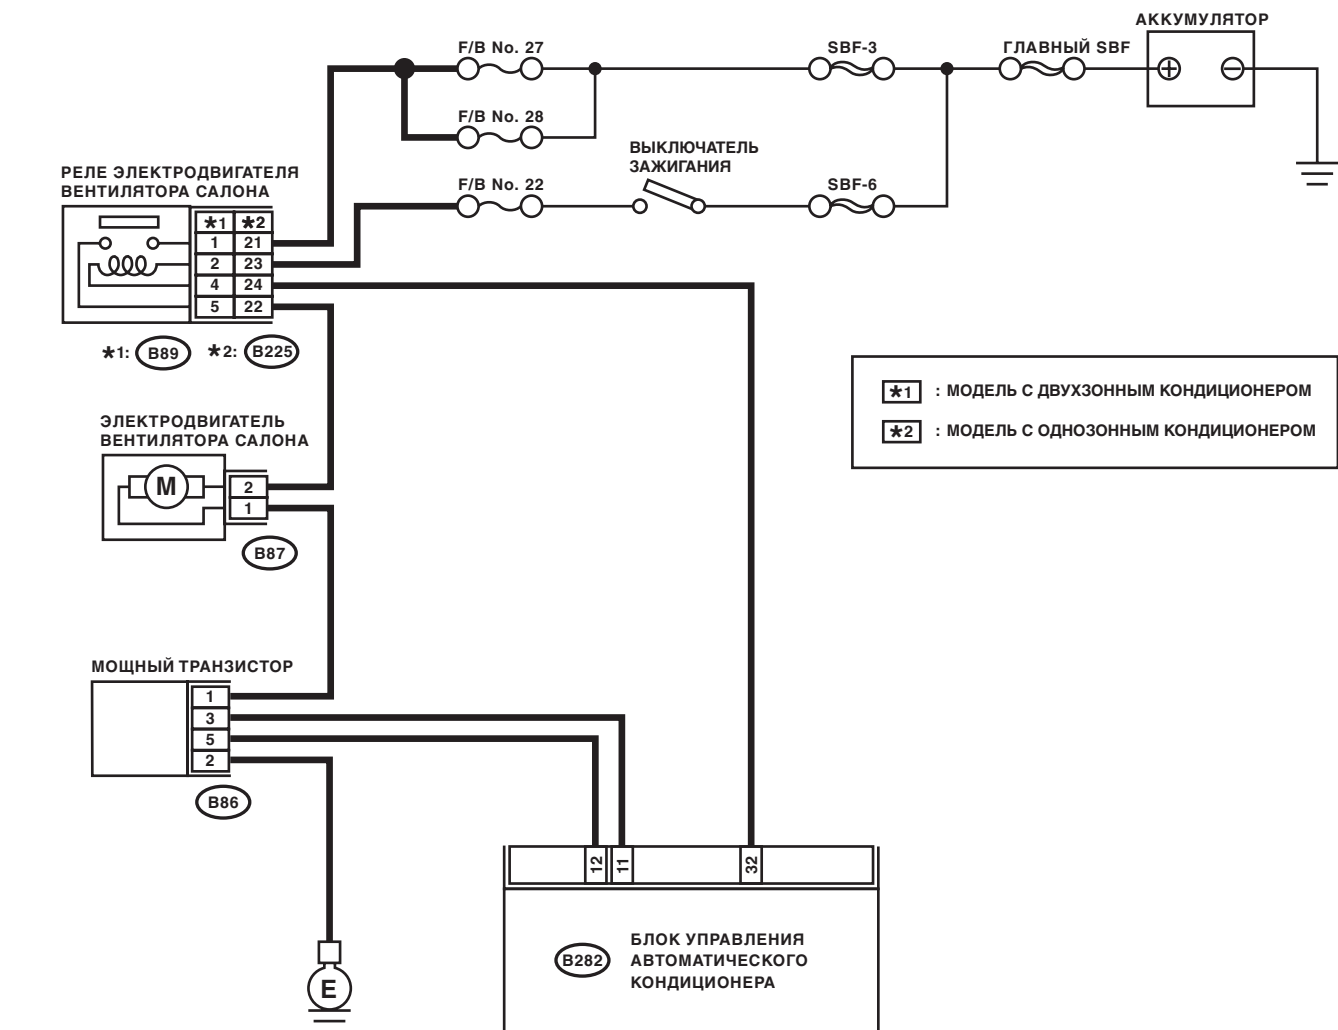 АККУМУЛЯТОР
F/B No. 27
SBF-3
ГЛАВНЫЙ SBF
F/B No. 28
ВЫКЛЮЧАТЕЛЬ
ЗАЖИГАНИЯ
РЕЛЕ ЭЛЕКТРОДВИГАТЕЛЯ
ВЕНТИЛЯТОРА САЛОНА
F/B No. 22
SBF-6
*1 *2
1 21
2 23
4 24
5 22
*1: B89 *2: B225
*1 : МОДЕЛЬ С ДВУХЗОННЫМ КОНДИЦИОНЕРОМ
*2 : МОДЕЛЬ С ОДНОЗОННЫМ КОНДИЦИОНЕРОМ
ЭЛЕКТРОДВИГАТЕЛЬ
ВЕНТИЛЯТОРА САЛОНА
M
2
1
B87
МОЩНЫЙ ТРАНЗИСТОР
1
3
5
2
B86
12 11 32
B282
БЛОК УПРАВЛЕНИЯ
АВТОМАТИЧЕСКОГО
КОНДИЦИОНЕРА
E